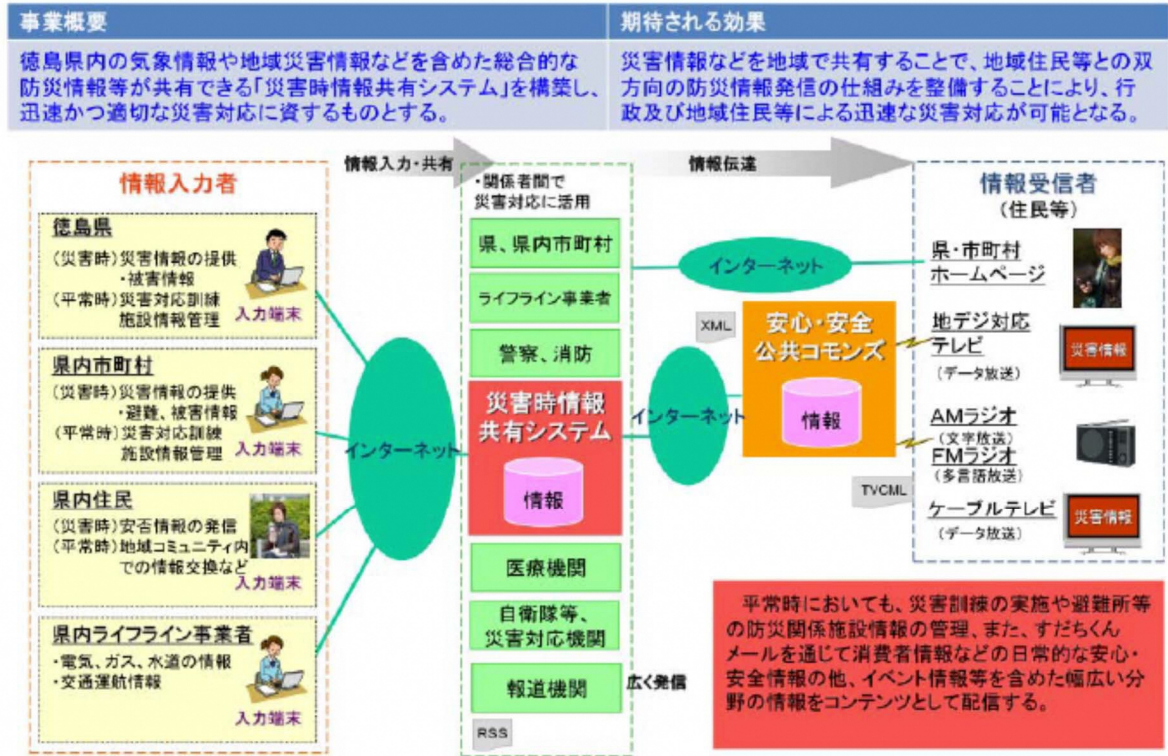 事業概要
徳島県内の気象情報や地域災害情報などを含めた総合的な
防災情報等が共有できる「災害時情報共有システム」を構築し、
迅速かつ適切な災害対応に資するものとする。
期待される効果
災害情報などを地域で共有することで、地域住民等との双
方向の防災情報発信の仕組みを整備することにより、行
政及び地域住民等による迅速な災害対応が可能となる。
情報入力・共有
情報伝達
情報入力者
徳島県
(災害時)災害情報の提供
・被害情報
(平常時)災害対応訓練
施設情報管理
入力端末
県内市町村
(災害時)災害情報の提供
・避難、被害情報
(平常時)災害対応訓練
施設情報管理
入力端末
県内住民
(災害時)安否情報の発信
(平常時)地域コミュニティ内
での情報交換など
入力端末
県内ライフライン事業者
・電気、ガス、水道の情報
・交通運航情報
入力端末
インターネット
・関係者間で
災害対応に活用
県、県内市町村
ライフライン事業者
警察、消防
災害時情報
共有システム
情報
医療機関
自衛隊等、
災害対応機関
報道機関
広く発信
RSS
インターネット
インターネット
XML
安心・安全
公共コモンズ
情報
TVCML
情報受信者
(住民等)
県・市町村
ホームページ
地デジ対応
テレビ
(データ放送)
災害情報
AMラジオ
(文字放送)
FMラジオ
(多言語放送)
ケーブルテレビ
(データ放送)
災害情報
平常時においても、災害訓練の実施や避難所等
の防災関係施設情報の管理、また、すだちくん
メールを通じて消費者情報などの日常的な安心・
安全情報の他、イベント情報等を含めた幅広い分
野の情報をコンテンツとして配信する。